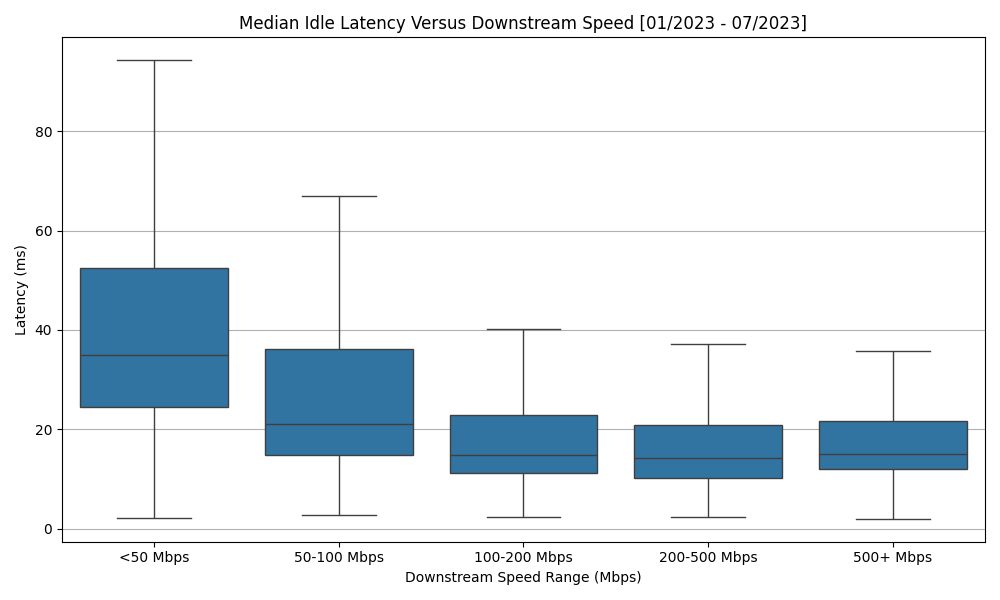 Median Idle Latency Versus Downstream Speed [01/2023 - 07/2023]
Latency (ms)
80
60
40
20
0
<50 Mbps
50-100 Mbps
100-200 Mbps
200-500 Mbps
500+ Mbps
Downstream Speed Range (Mbps)